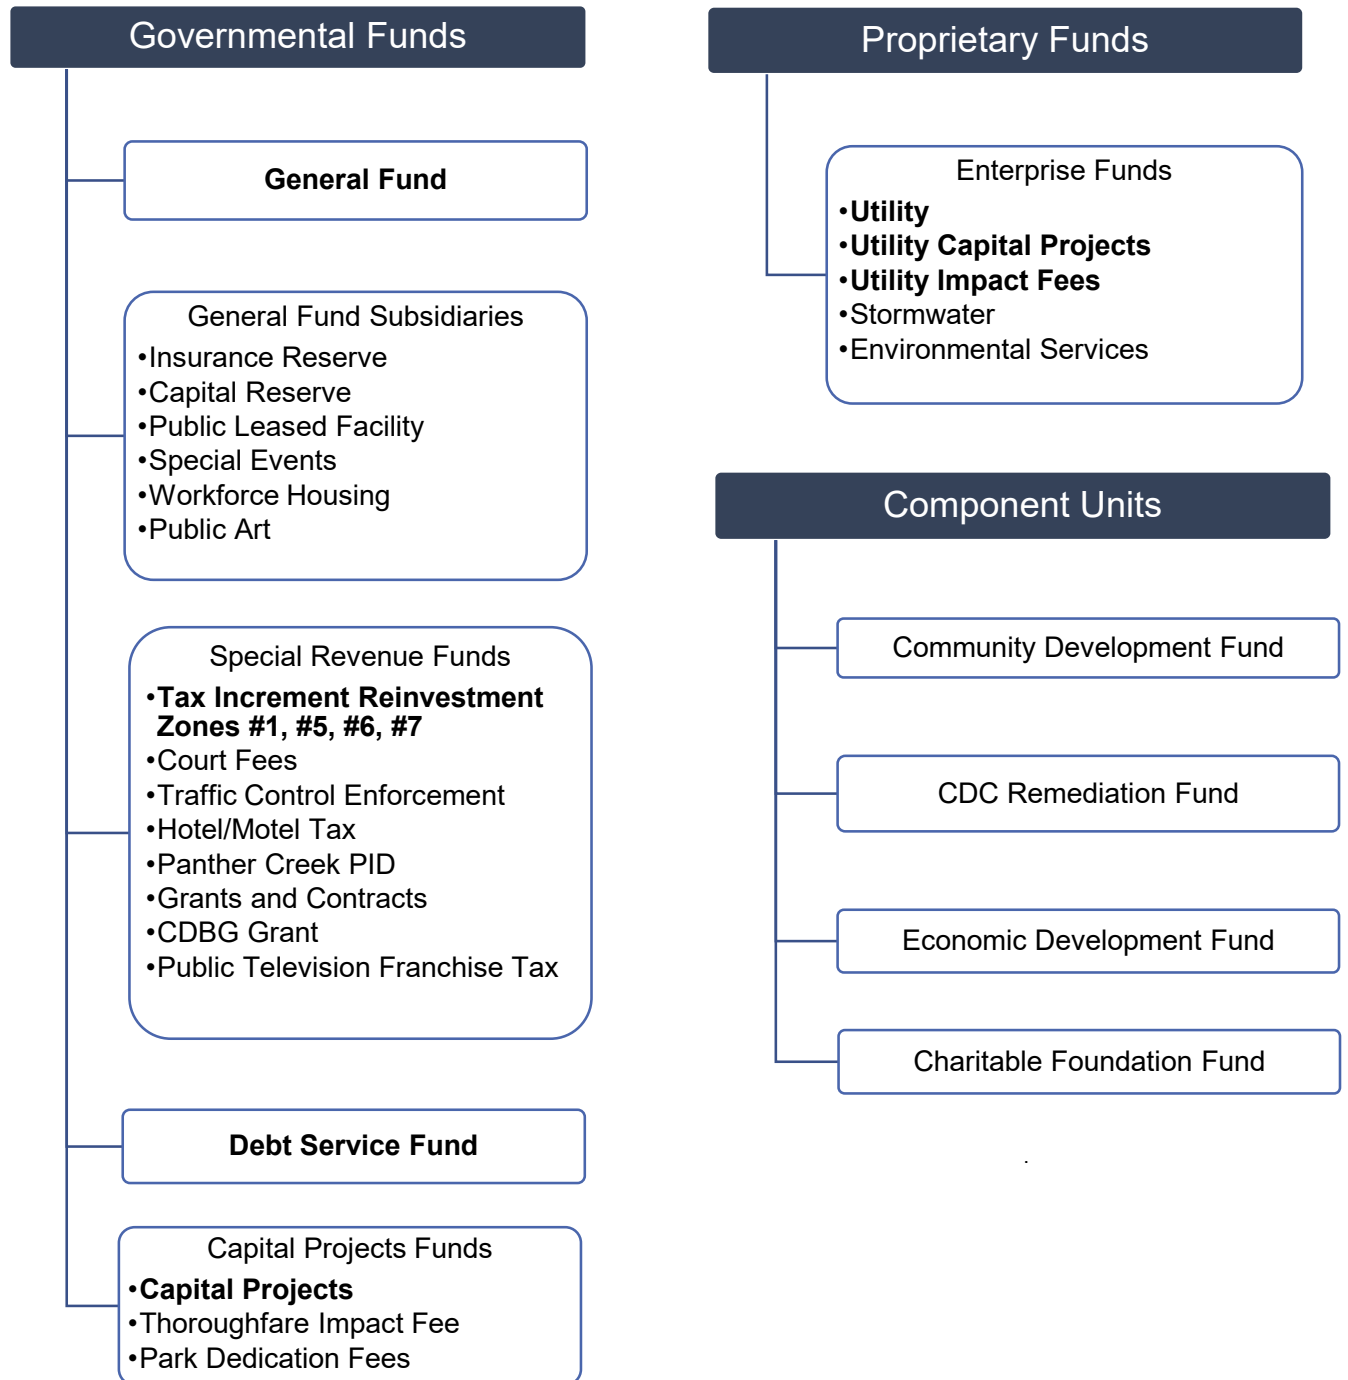 Governmental Funds
General Fund
General Fund Subsidiaries
•Insurance Reserve
•Capital Reserve
•Public Leased Facility
•Special Events
•Workforce Housing
•Public Art
Special Revenue Funds
•Tax Increment Reinvestment
Zones #1, #5, #6, #7
•Court Fees
•Traffic Control Enforcement
•Hotel/Motel Tax
•Panther Creek PID
•Grants and Contracts
•CDBG Grant
•Public Television Franchise Tax
Debt Service Fund
Capital Projects Funds
•Capital Projects
•Thoroughfare Impact Fee
•Park Dedication Fees
Proprietary Funds
Enterprise Funds
•Utility
•Utility Capital Projects
•Utility Impact Fees
•Stormwater
•Environmental Services
Component Units
Community Development Fund
CDC Remediation Fund
Economic Development Fund
Charitable Foundation Fund
.